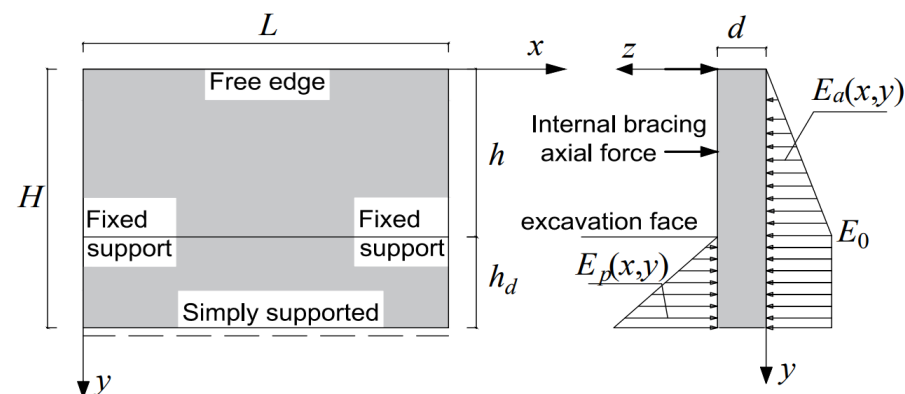 L
x
z
d
Free edge
E_a(x,y)
Internal bracing
axial force
h
H
Fixed
support
Fixed
support
excavation face
E_0
E_p(x,y)
h_d
Simply supported
y
y